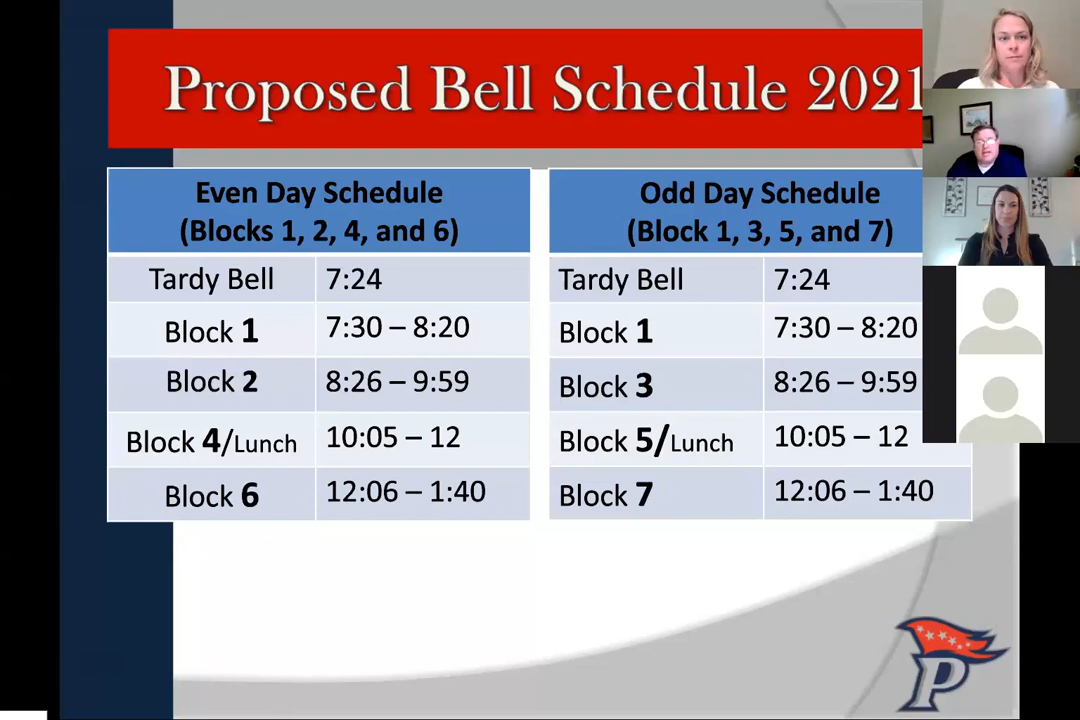 Proposed Bell Schedule 2021
Even Day Schedule
(Blocks 1, 2, 4, and 6)
Tardy Bell 7:24
Block 1 7:30 – 8:20
Block 2 8:26 – 9:59
Block 4/Lunch 10:05 – 12
Block 6 12:06 – 1:40
Odd Day Schedule
(Block 1, 3, 5, and 7)
Tardy Bell 7:24
Block 1 7:30 – 8:20
Block 3 8:26 – 9:59
Block 5/Lunch 10:05 – 12
Block 7 12:06 – 1:40
P